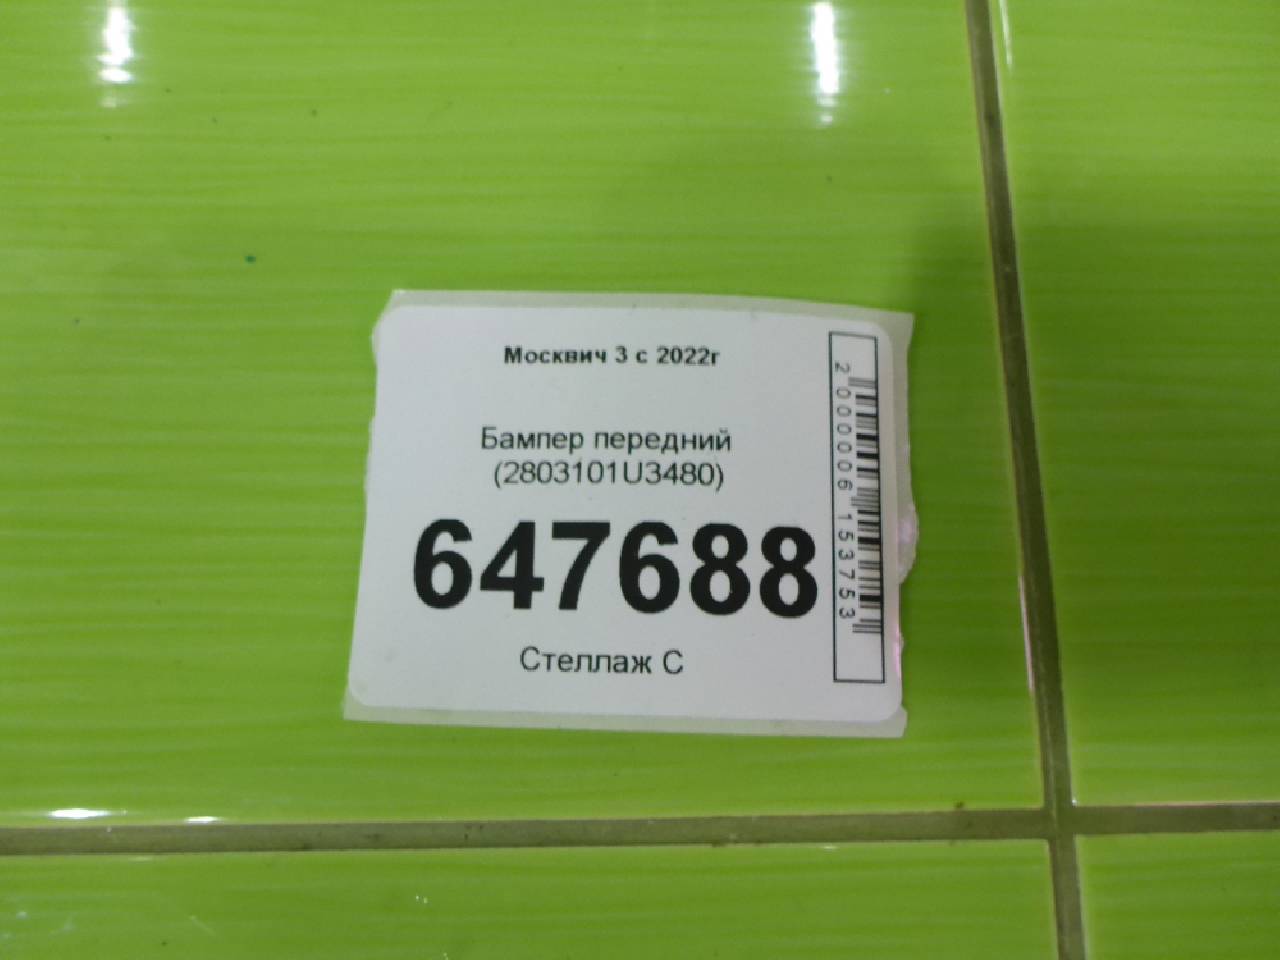 Москвич 3 с 2022г
Бампер передний
(2803101U3480)
647688
Стеллаж С
2000006153753